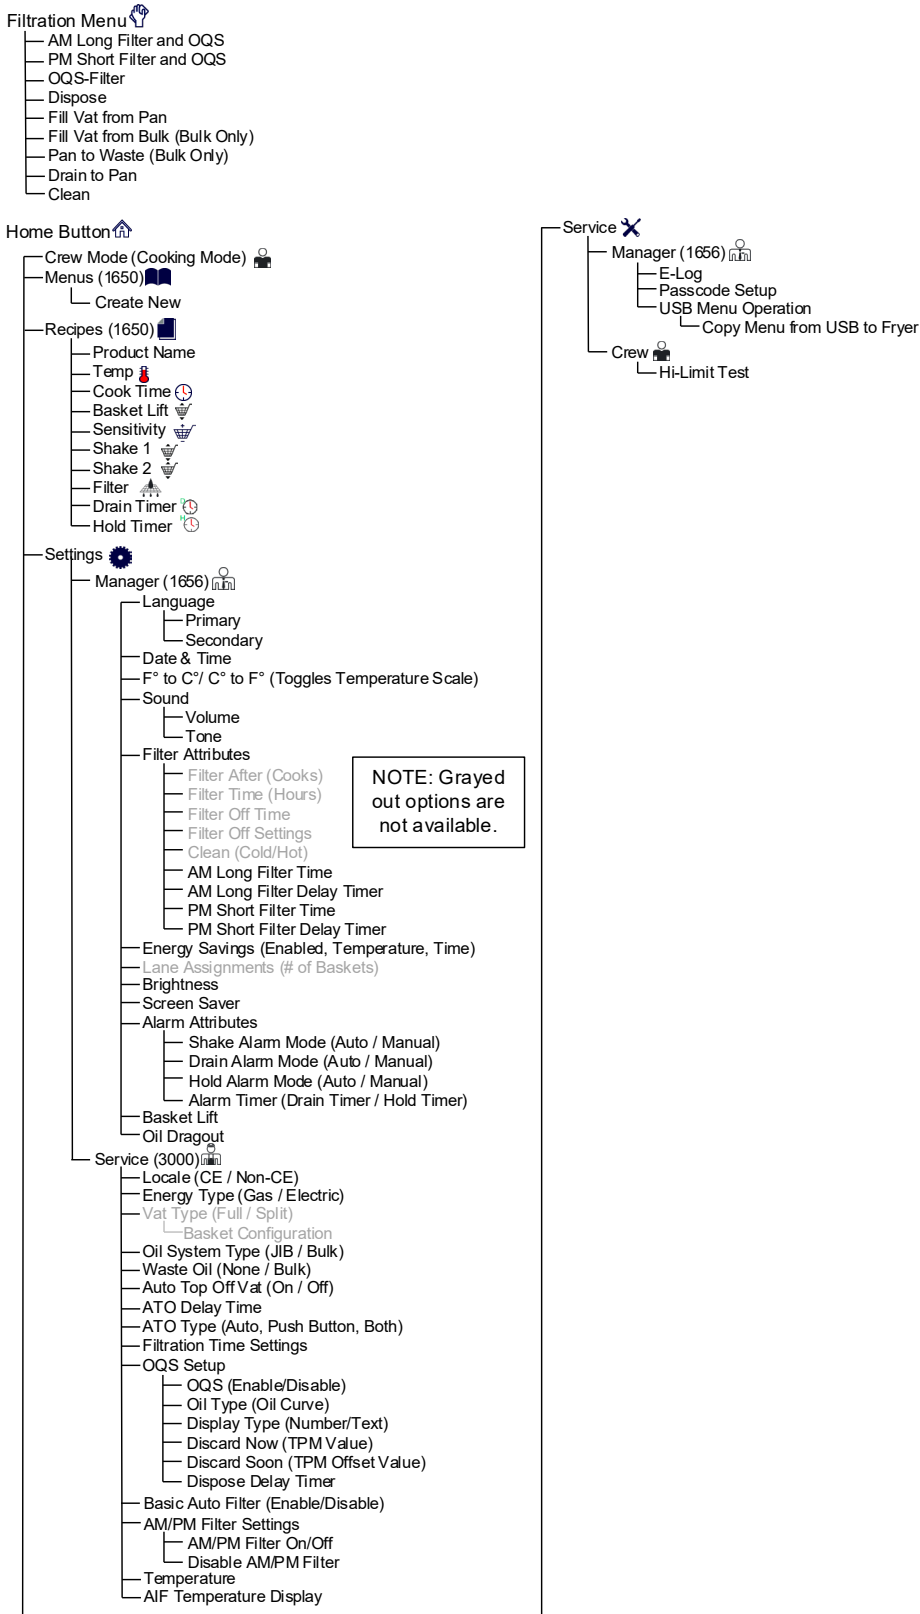 Filtration Menu
AM Long Filter and OQS
PM Short Filter and OQS
OQS-Filter
Dispose
Fill Vat from Pan
Fill Vat from Bulk (Bulk Only)
Pan to Waste (Bulk Only)
Drain to Pan
Clean
Home Button
Crew Mode (Cooking Mode)
Menus (1650)
Create New
Recipes (1650)
Product Name
Temp
Cook Time
Basket Lift
Sensitivity
Shake 1
Shake 2
Filter
Drain Timer
Hold Timer
Settings
Manager (1656)
Language
Primary
Secondary
Date & Time
F° to C°/ C° to F° (Toggles Temperature Scale)
Sound
Volume
Tone
Filter Attributes
Filter After (Cooks)
Filter Time (Hours)
Filter Off Time
Filter Off Settings
Clean (Cold/Hot)
AM Long Filter Time
AM Long Filter Delay Timer
PM Short Filter Time
PM Short Filter Delay Timer
Energy Savings (Enabled, Temperature, Time)
Lane Assignments (# of Baskets)
Brightness
Screen Saver
Alarm Attributes
Shake Alarm Mode (Auto / Manual)
Drain Alarm Mode (Auto / Manual)
Hold Alarm Mode (Auto / Manual)
Alarm Timer (Drain Timer / Hold Timer)
Basket Lift
Oil Dragout
Service (3000)
Locale (CE / Non-CE)
Energy Type (Gas / Electric)
Vat Type (Full / Split)
Basket Configuration
Oil System Type (JIB / Bulk)
Waste Oil (None / Bulk)
Auto Top Off Vat (On / Off)
ATO Delay Time
ATO Type (Auto, Push Button, Both)
Filtration Time Settings
OQS Setup
OQS (Enable/Disable)
Oil Type (Oil Curve)
Display Type (Number/Text)
Discard Now (TPM Value)
Discard Soon (TPM Offset Value)
Dispose Delay Timer
Basic Auto Filter (Enable/Disable)
AM/PM Filter Settings
AM/PM Filter On/Off
Disable AM/PM Filter
Temperature
AIF Temperature Display
NOTE: Grayed
out options are
not available.
Service
Manager (1656)
E-Log
Passcode Setup
USB Menu Operation
Copy Menu from USB to Fryer
Crew
Hi-Limit Test